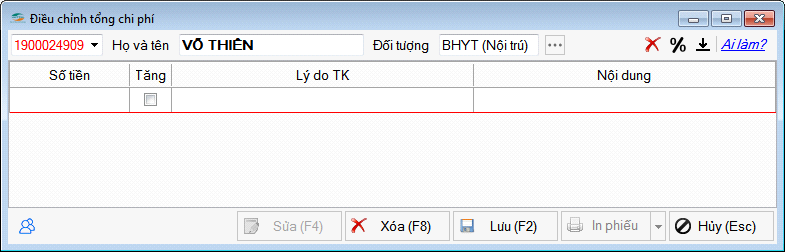 Điều chỉnh tổng chi phí
1900024909 Họ và tên VÕ THIÊN Đối tượng BHYT (Nội trú) ... % Ai làm?
Số tiền Tăng Lý do TK Nội dung
Sửa (F4) Xóa (F8) Lưu (F2) In phiếu Hủy (Esc)